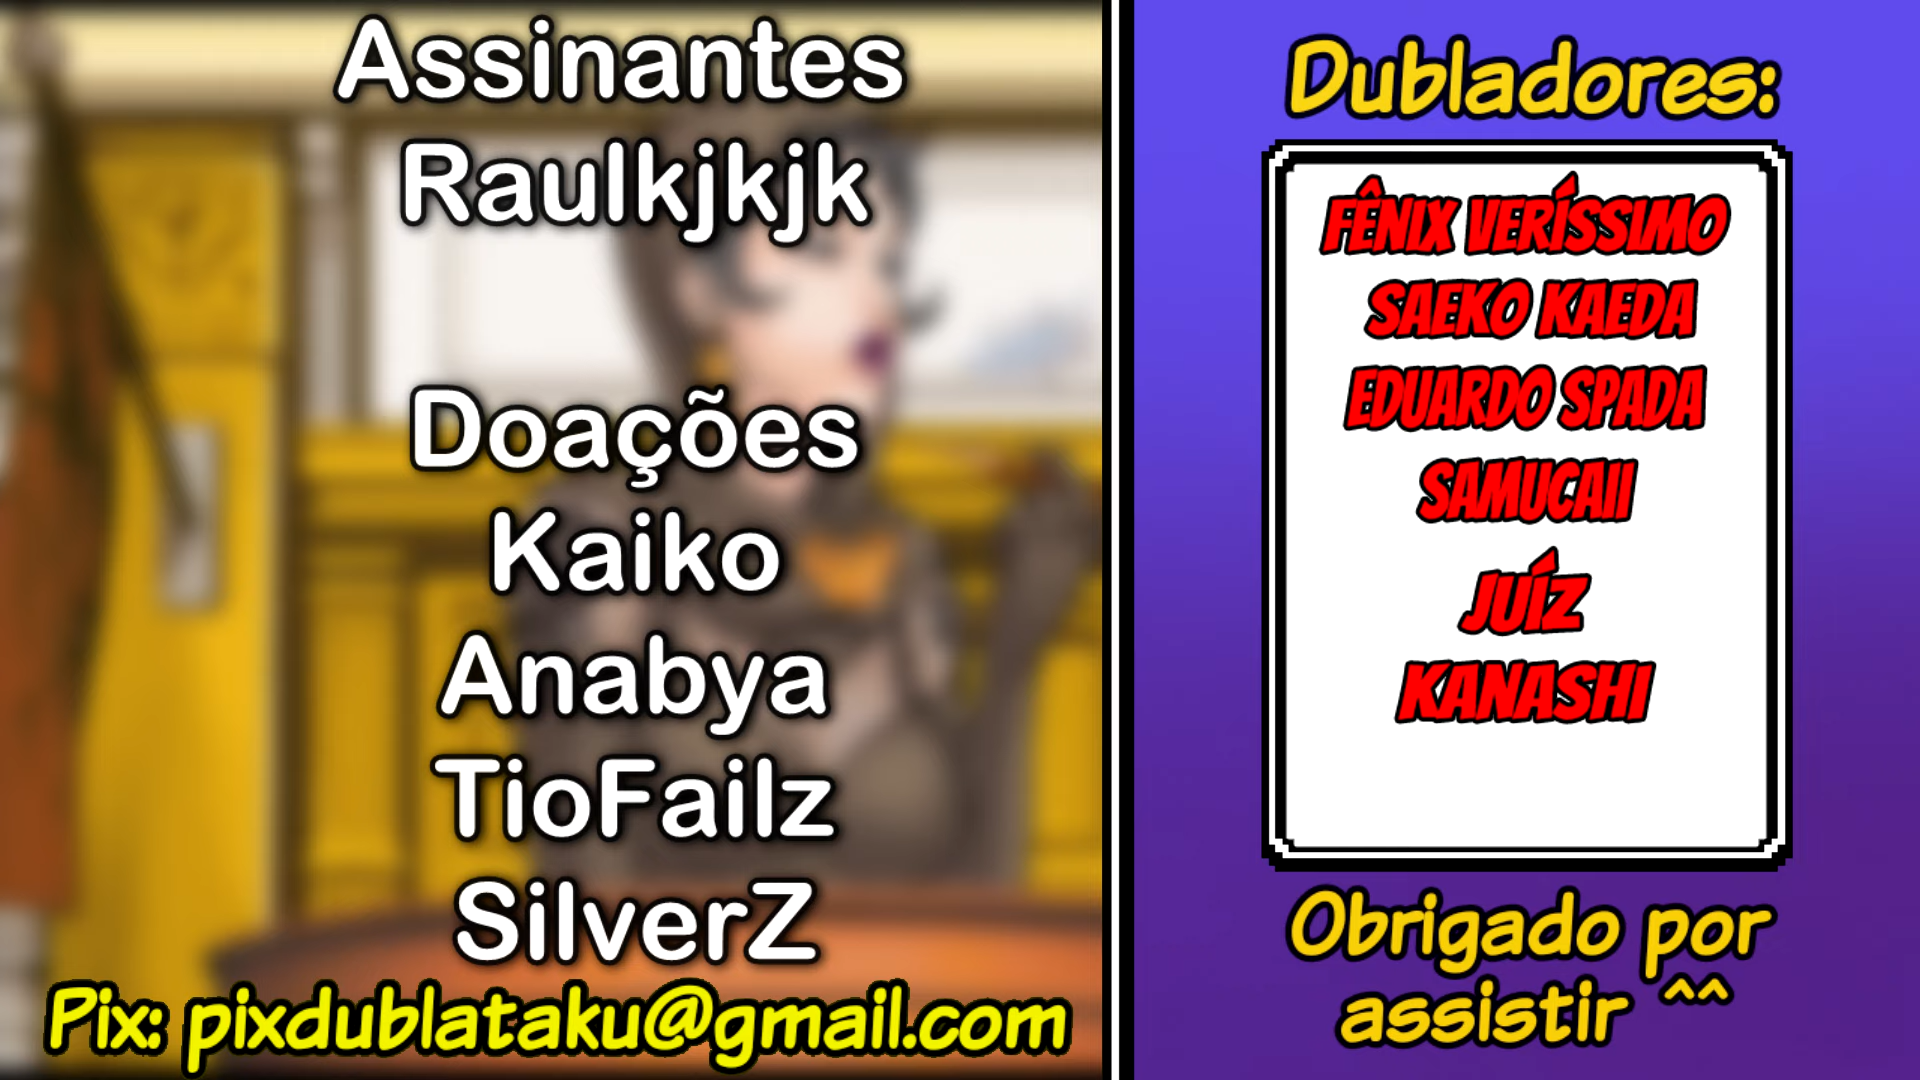 Assinantes
Raulkjkjk
Doações
Kaiko
Anabya
TioFailz
SilverZ
Pix: pixdublataku@gmail.com
Dubladores:
FÊNIX VERÍSSIMO
SAEKO KAEDA
EDUARDO SPADA
SAMUCAII
JUÍZ
KANASHI
Obrigado por
assistir ^^